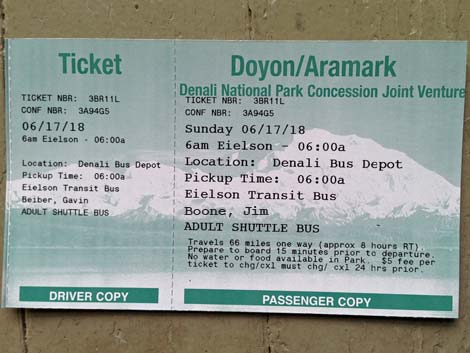 Ticket
TICKET NBR: 3BR11L
CONF NBR: 3A94G5
06/17/18
6am Eielson - 06:00a
Location: Denali Bus Depot
Pickup Time: 06:00a
Eielson Transit Bus
Beiber, Gavin
ADULT SHUTTLE BUS
DRIVER COPY
Doyon/Aramark
Denali National Park Concession Joint Venture
TICKET NBR: 3BR11L
CONF NBR: 3A94G5
Sunday 06/17/18
6am Eielson - 06:00a
Location: Denali Bus Depot
Pickup Time: 06:00a
Eielson Transit Bus
Boone, Jim
ADULT SHUTTLE BUS
Travels 66 miles one way (approx 8 hours RT).
Prepare to board 15 minutes prior to departure.
No water or food available in Park. $5 fee per
ticket to chg/cxl must chg/ cxl 24 hrs prior.
PASSENGER COPY